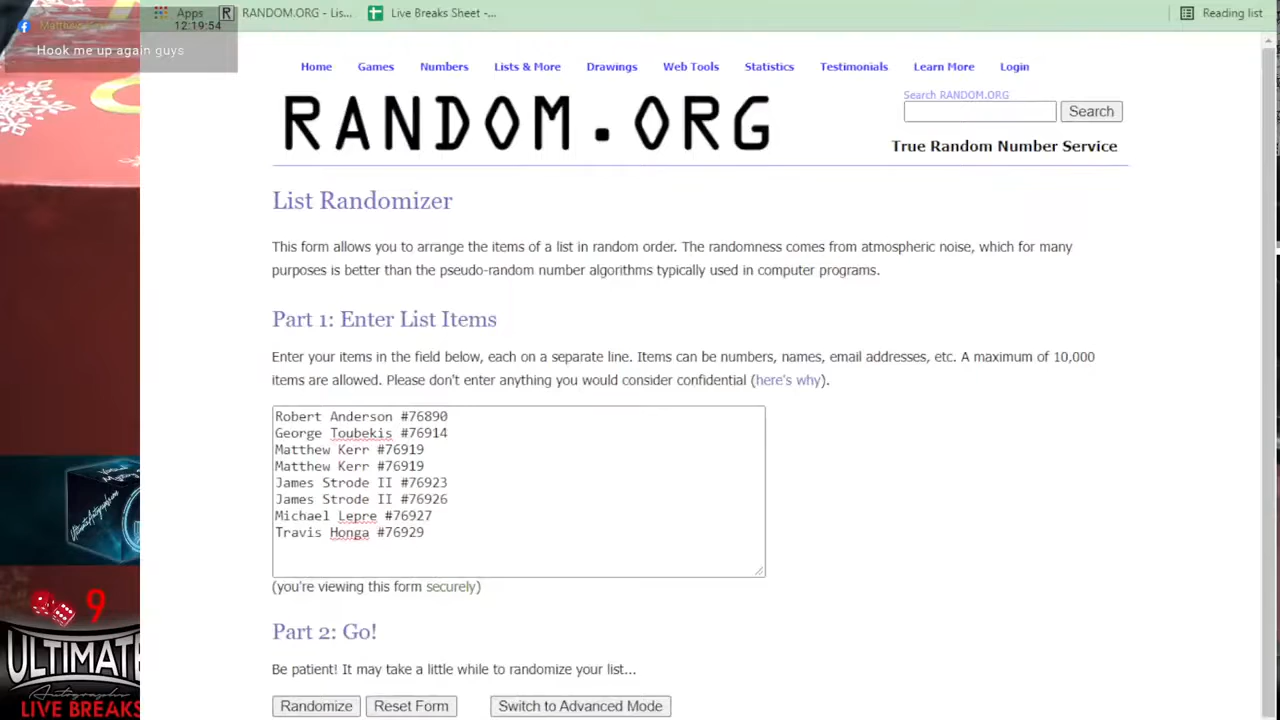 Apps
RANDOM.ORG - Lis...
Live Breaks Sheet -...
Reading list
12:19:54
Hook me up again guys
Home Games Numbers Lists & More Drawings Web Tools Statistics Testimonials Learn More Login
RANDOM.ORG
Search RANDOM.ORG
Search
True Random Number Service
List Randomizer
This form allows you to arrange the items of a list in random order. The randomness comes from atmospheric noise, which for many
purposes is better than the pseudo-random number algorithms typically used in computer programs.
Part 1: Enter List Items
Enter your items in the field below, each on a separate line. Items can be numbers, names, email addresses, etc. A maximum of 10,000
items are allowed. Please don't enter anything you would consider confidential (here's why).
Robert Anderson #76890
George Toubekis #76914
Matthew Kerr #76919
Matthew Kerr #76919
James Strode II #76923
James Strode II #76926
Michael Lepre #76927
Travis Honga #76929
(you're viewing this form securely)
Part 2: Go!
Be patient! It may take a little while to randomize your list...
Randomize Reset Form Switch to Advanced Mode
9
ULTIMATE
Autographs
LIVE BREAKS